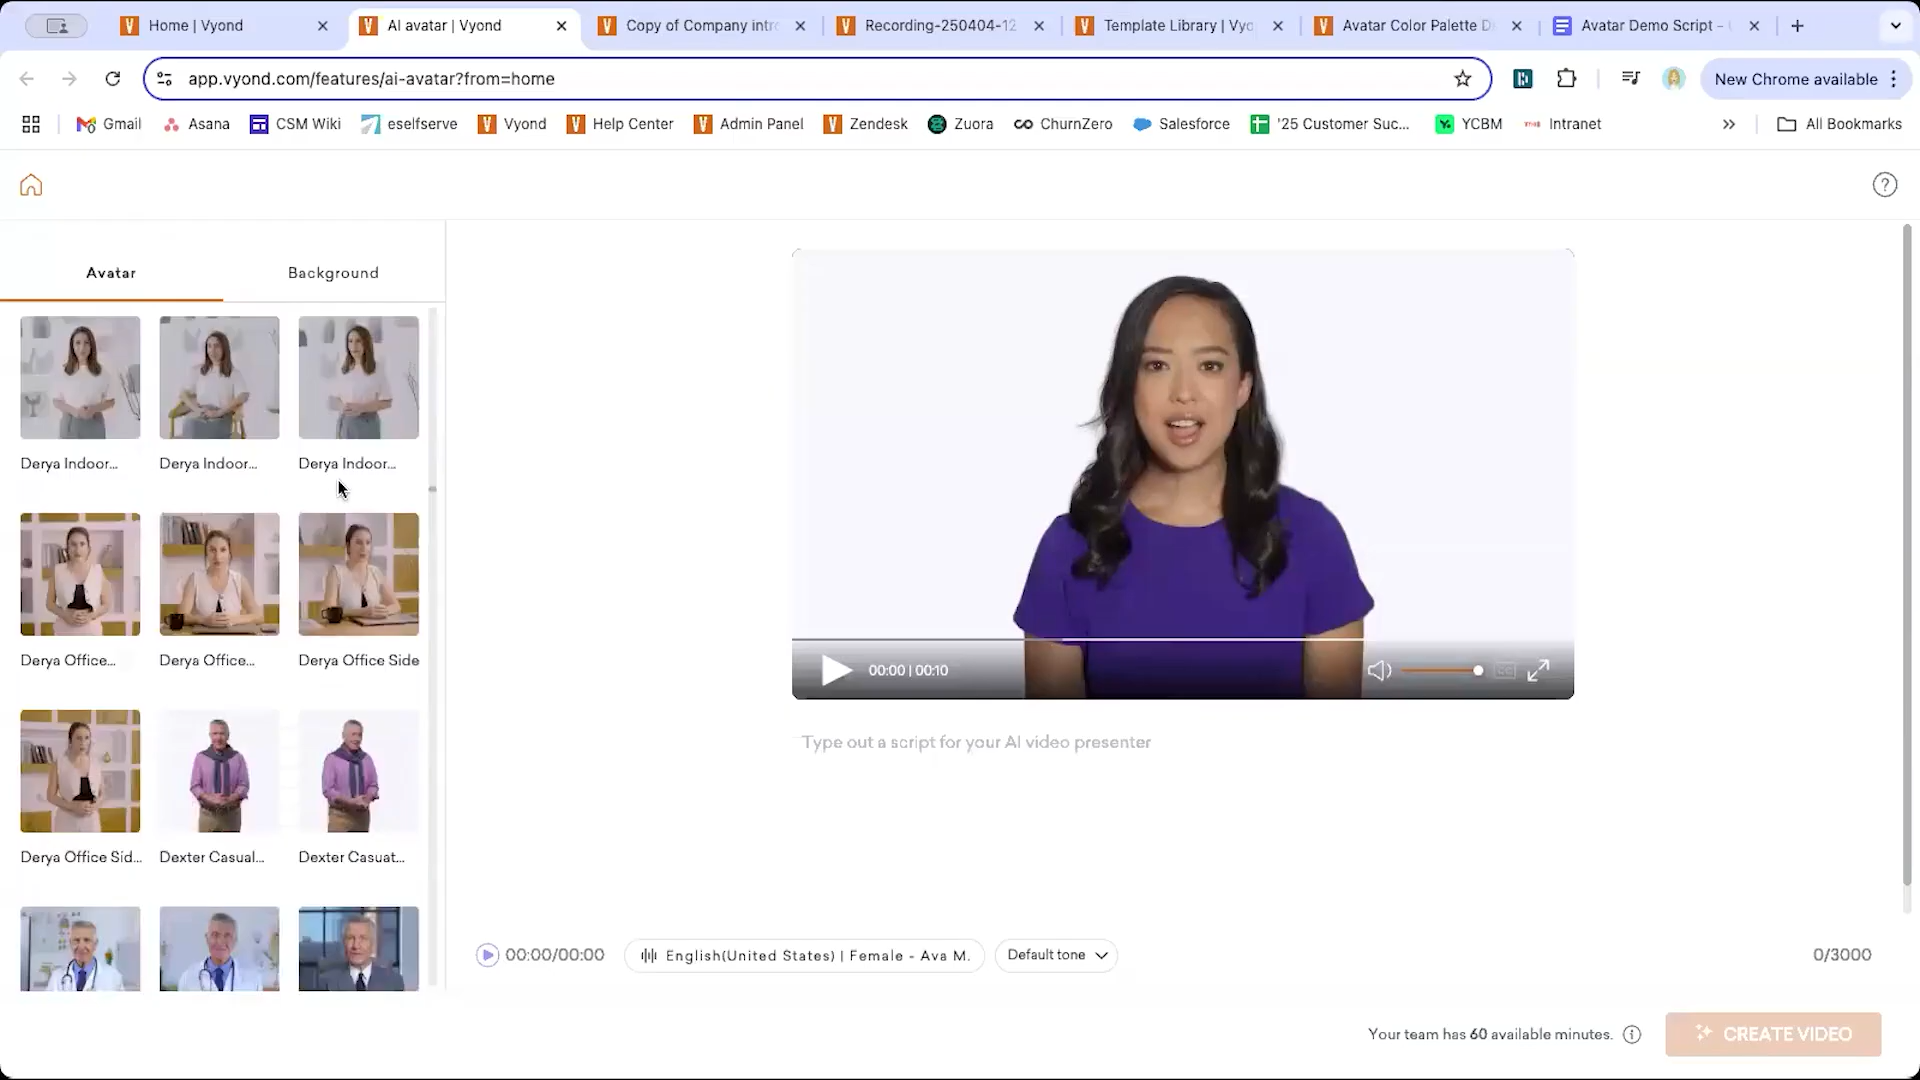 Home | Vyond
AI avatar | Vyond
Copy of Company intr
Recording-250404-12
Template Library | Vyo
Avatar Color Palette D
Avatar Demo Script –
app.vyond.com/features/ai-avatar?from=home
New Chrome available
Gmail
Asana
CSM Wiki
eselfserve
Vyond
Help Center
Admin Panel
Zendesk
Zuora
ChurnZero
Salesforce
'25 Customer Suc...
YCBM
Intranet
All Bookmarks
Avatar
Background
Derya Indoor...
Derya Indoor...
Derya Indoor...
Derya Office...
Derya Office...
Derya Office Side
Derya Office Sid...
Dexter Casual...
Dexter Casuat...
00:00 | 00:10
CC
Type out a script for your AI video presenter
00:00/00:00
English(United States) | Female - Ava M.
Default tone
0/3000
Your team has 60 available minutes.
CREATE VIDEO